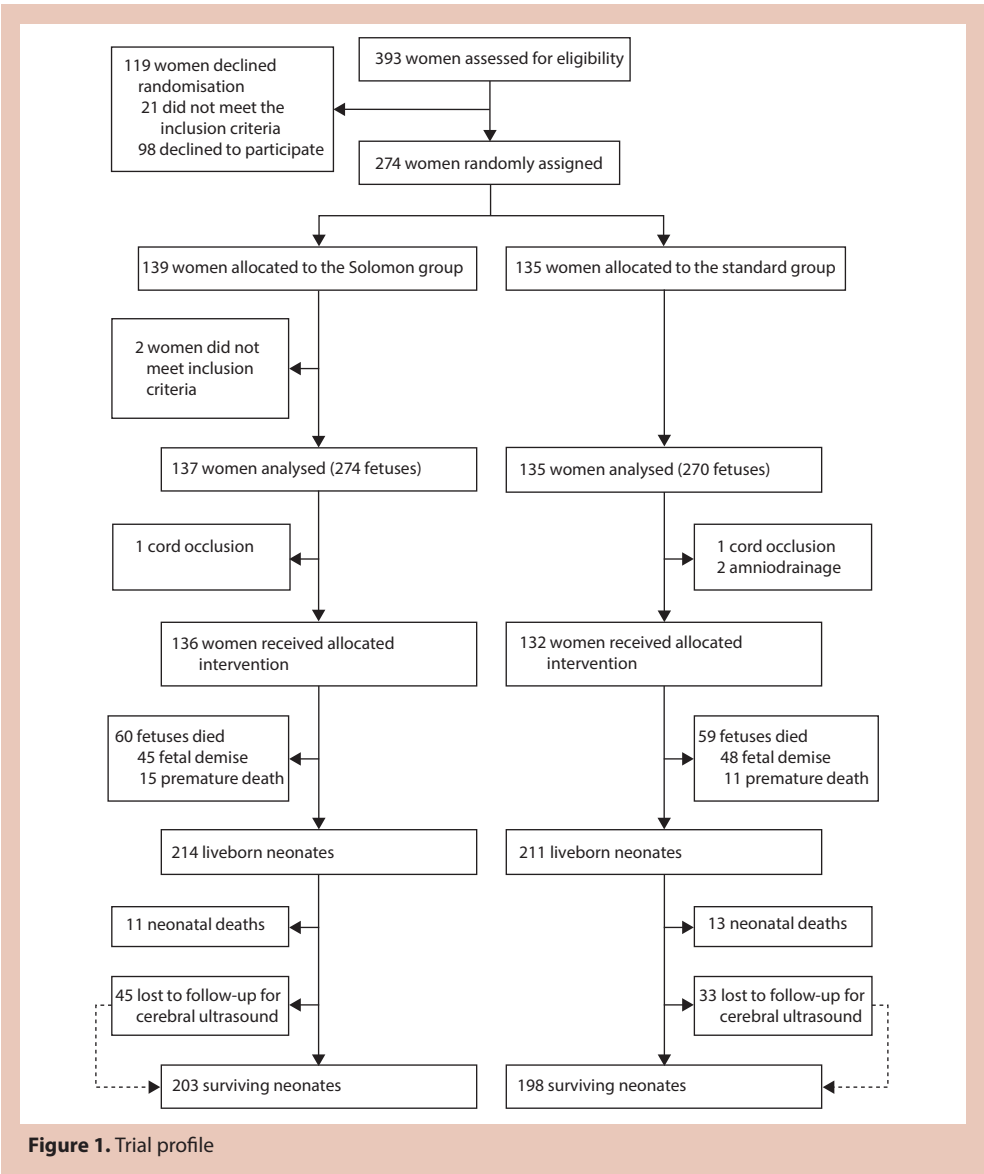 393 women assessed for eligibility
119 women declined
randomisation
21 did not meet the
inclusion criteria
98 declined to participate
274 women randomly assigned
139 women allocated to the Solomon group
135 women allocated to the standard group
2 women did not
meet inclusion
criteria
137 women analysed (274 fetuses)
135 women analysed (270 fetuses)
1 cord occlusion
1 cord occlusion
2 amniodrainage
136 women received allocated
intervention
132 women received allocated
intervention
60 fetuses died
45 fetal demise
15 premature death
59 fetuses died
48 fetal demise
11 premature death
214 liveborn neonates
211 liveborn neonates
11 neonatal deaths
13 neonatal deaths
45 lost to follow-up for
cerebral ultrasound
33 lost to follow-up for
cerebral ultrasound
203 surviving neonates
198 surviving neonates
Figure 1. Trial profile